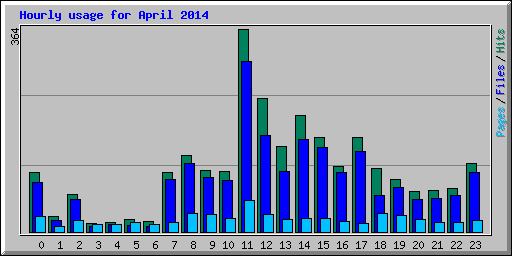 Hourly usage for April 2014
364
Pages / Files / Hits
0 1 2 3 4 5 6 7 8 9 10 11 12 13 14 15 16 17 18 19 20 21 22 23